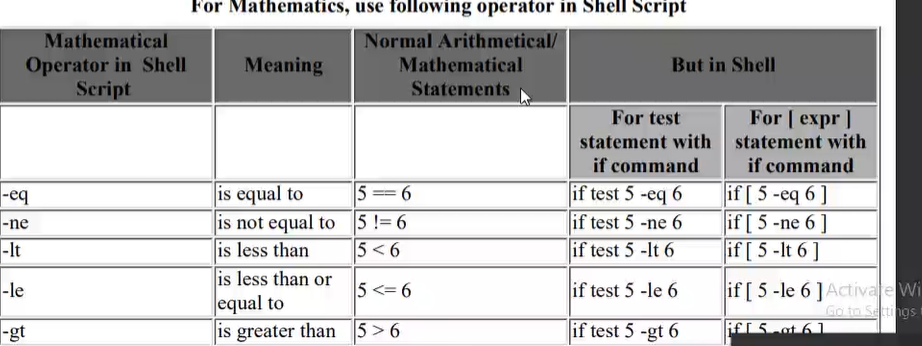 For Mathematics, use following operator in Shell Script
Mathematical
Operator in Shell
Script
Meaning
Normal Arithmetical/
Mathematical
Statements
But in Shell
For test
statement with
if command
For [ expr ]
statement with
if command
-eq
is equal to
5 == 6
if test 5 -eq 6
if [ 5 -eq 6 ]
-ne
is not equal to
5 != 6
if test 5 -ne 6
if [ 5 -ne 6 ]
-lt
is less than
5 < 6
if test 5 -lt 6
if [ 5 -lt 6 ]
-le
is less than or
equal to
5 <= 6
if test 5 -le 6
if [ 5 -le 6 ]
-gt
is greater than
5 > 6
if test 5 -gt 6
if [ 5 -gt 6 ]
Activate Wi
Go to Settings